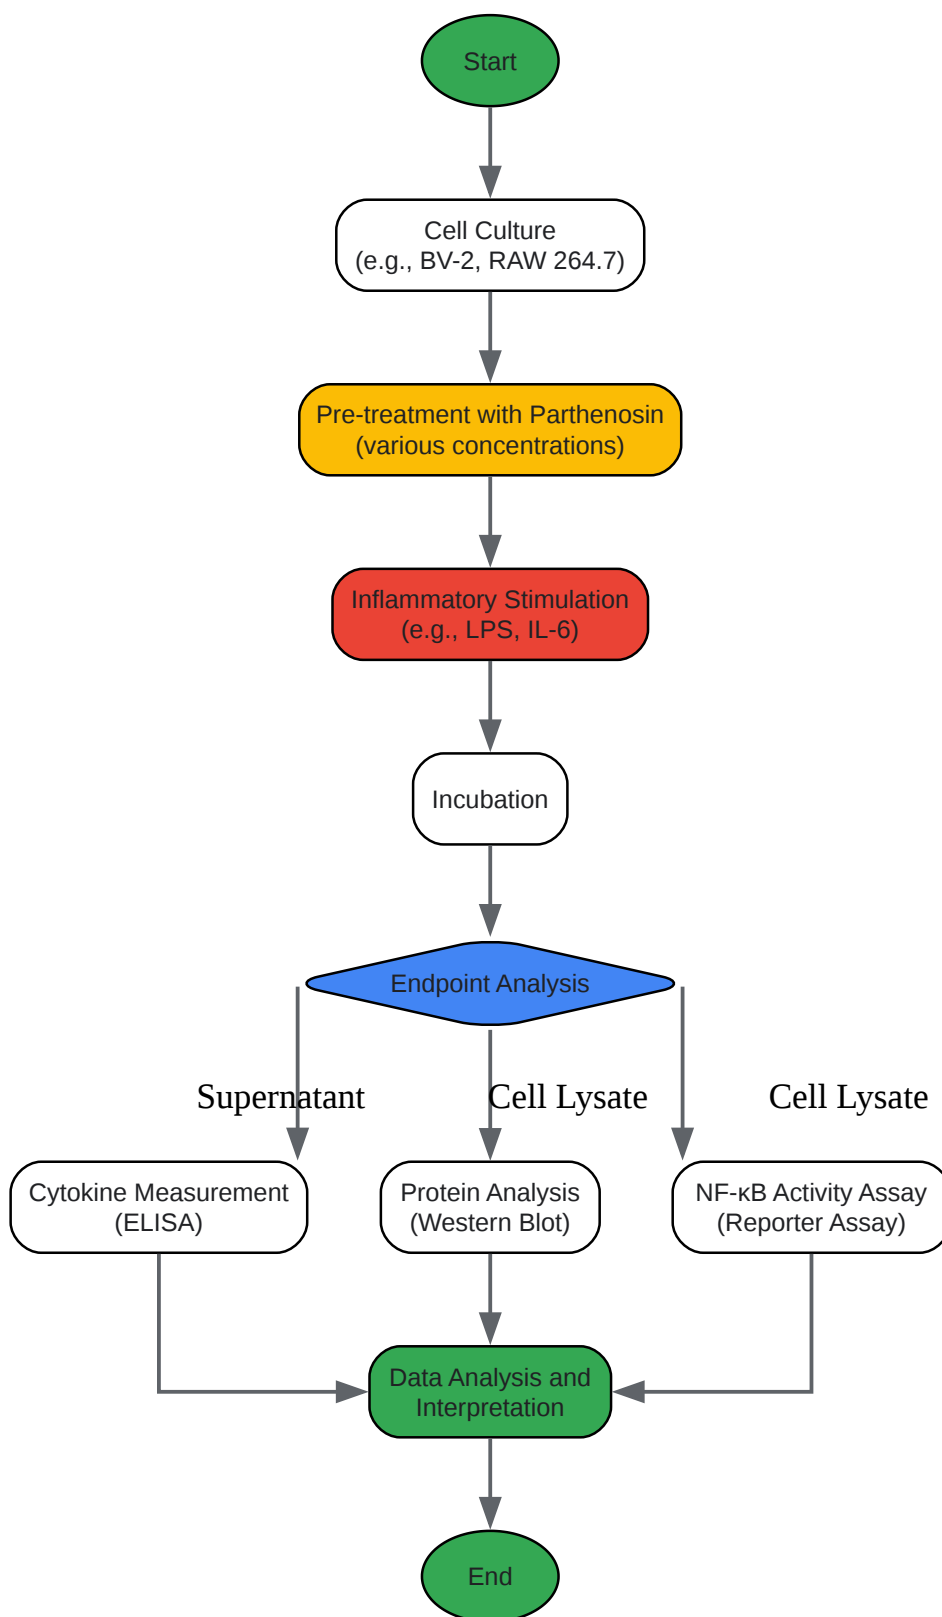 Start
Cell Culture
(e.g., BV-2, RAW 264.7)
Pre-treatment with Parthenosin
(various concentrations)
Inflammatory Stimulation
(e.g., LPS, IL-6)
Incubation
Endpoint Analysis
Supernatant
Cell Lysate
Cell Lysate
Cytokine Measurement
(ELISA)
Protein Analysis
(Western Blot)
NF-κB Activity Assay
(Reporter Assay)
Data Analysis and
Interpretation
End